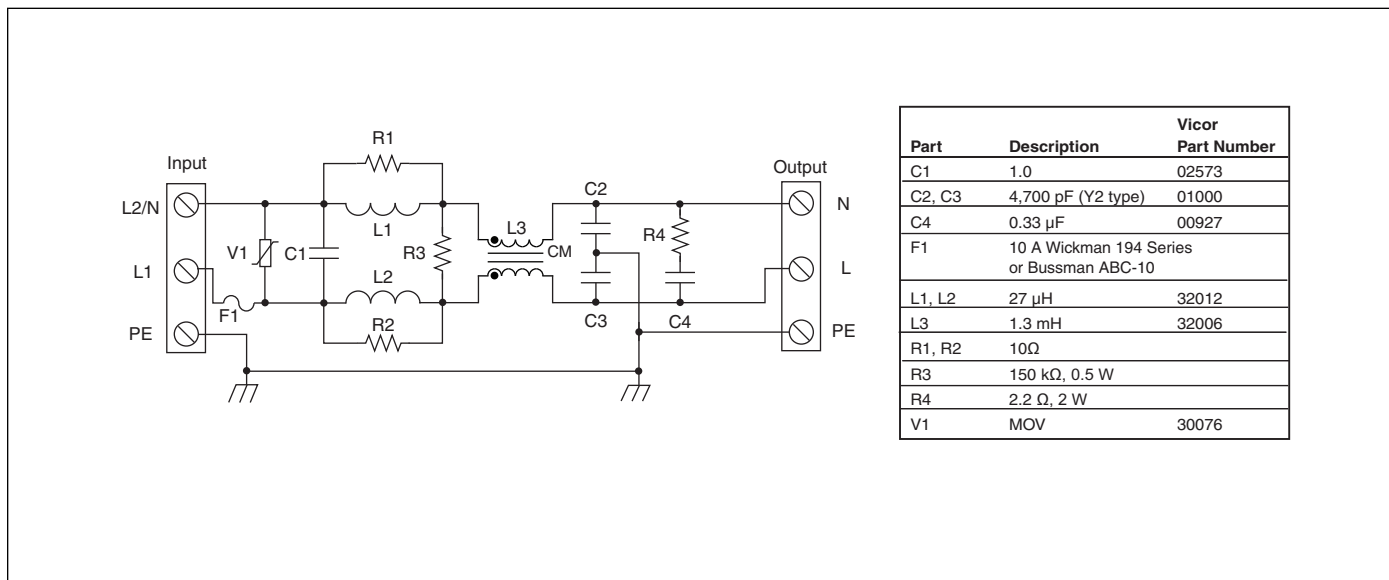 Input
L2/N
L1
PE
F1
V1
C1
R1
L1
L2
R2
R3
L3
CM
C2
C3
R4
C4
Output
N
L
PE
Part Description Vicor Part Number
C1 1.0 02573
C2, C3 4,700 pF (Y2 type) 01000
C4 0.33 µF 00927
F1 10 A Wickman 194 Series
or Bussman ABC-10
L1, L2 27 µH 32012
L3 1.3 mH 32006
R1, R2 10Ω
R3 150 kΩ, 0.5 W
R4 2.2 Ω, 2 W
V1 MOV 30076